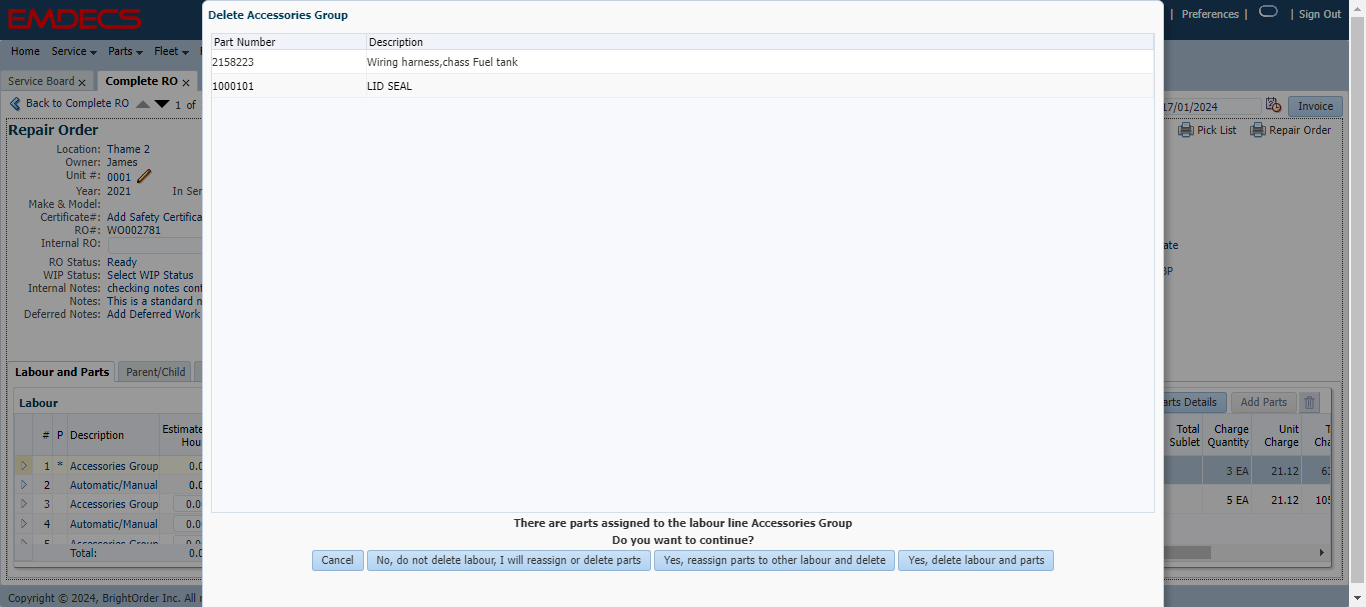 EMDECS
Preferences | | Sign Out
Home Service Parts Fleet
Service Board x Complete RO x
Back to Complete RO 1 of
17/01/2024 Invoice
Pick List Repair Order
Repair Order
Location: Thame 2
Owner: James
Unit #: 0001
Year: 2021 In Ser
Make & Model:
Certificate#: Add Safety Certifica
RO#: WO002781
Internal RO:
RO Status: Ready
WIP Status: Select WIP Status
Internal Notes: checking notes cont
Notes: This is a standard n
Deferred Notes: Add Deferred Work
ate
BP
Labour and Parts Parent/Child
Labour
# P Description Estimate
Hou
1 * Accessories Group 0.0
2 Automatic/Manual 0.0
3 Accessories Group 0.0
4 Automatic/Manual 0.0
5 Accessories Group 0.0
Total: 0.0
arts Details Add Parts
Total Sublet Charge Quantity Unit Charge T Cha
3 EA 21.12 63
5 EA 21.12 105
Copyright © 2024, BrightOrder Inc. All
Delete Accessories Group
Part Number Description
2158223 Wiring harness,chass Fuel tank
1000101 LID SEAL
There are parts assigned to the labour line Accessories Group
Do you want to continue?
Cancel No, do not delete labour, I will reassign or delete parts Yes, reassign parts to other labour and delete Yes, delete labour and parts